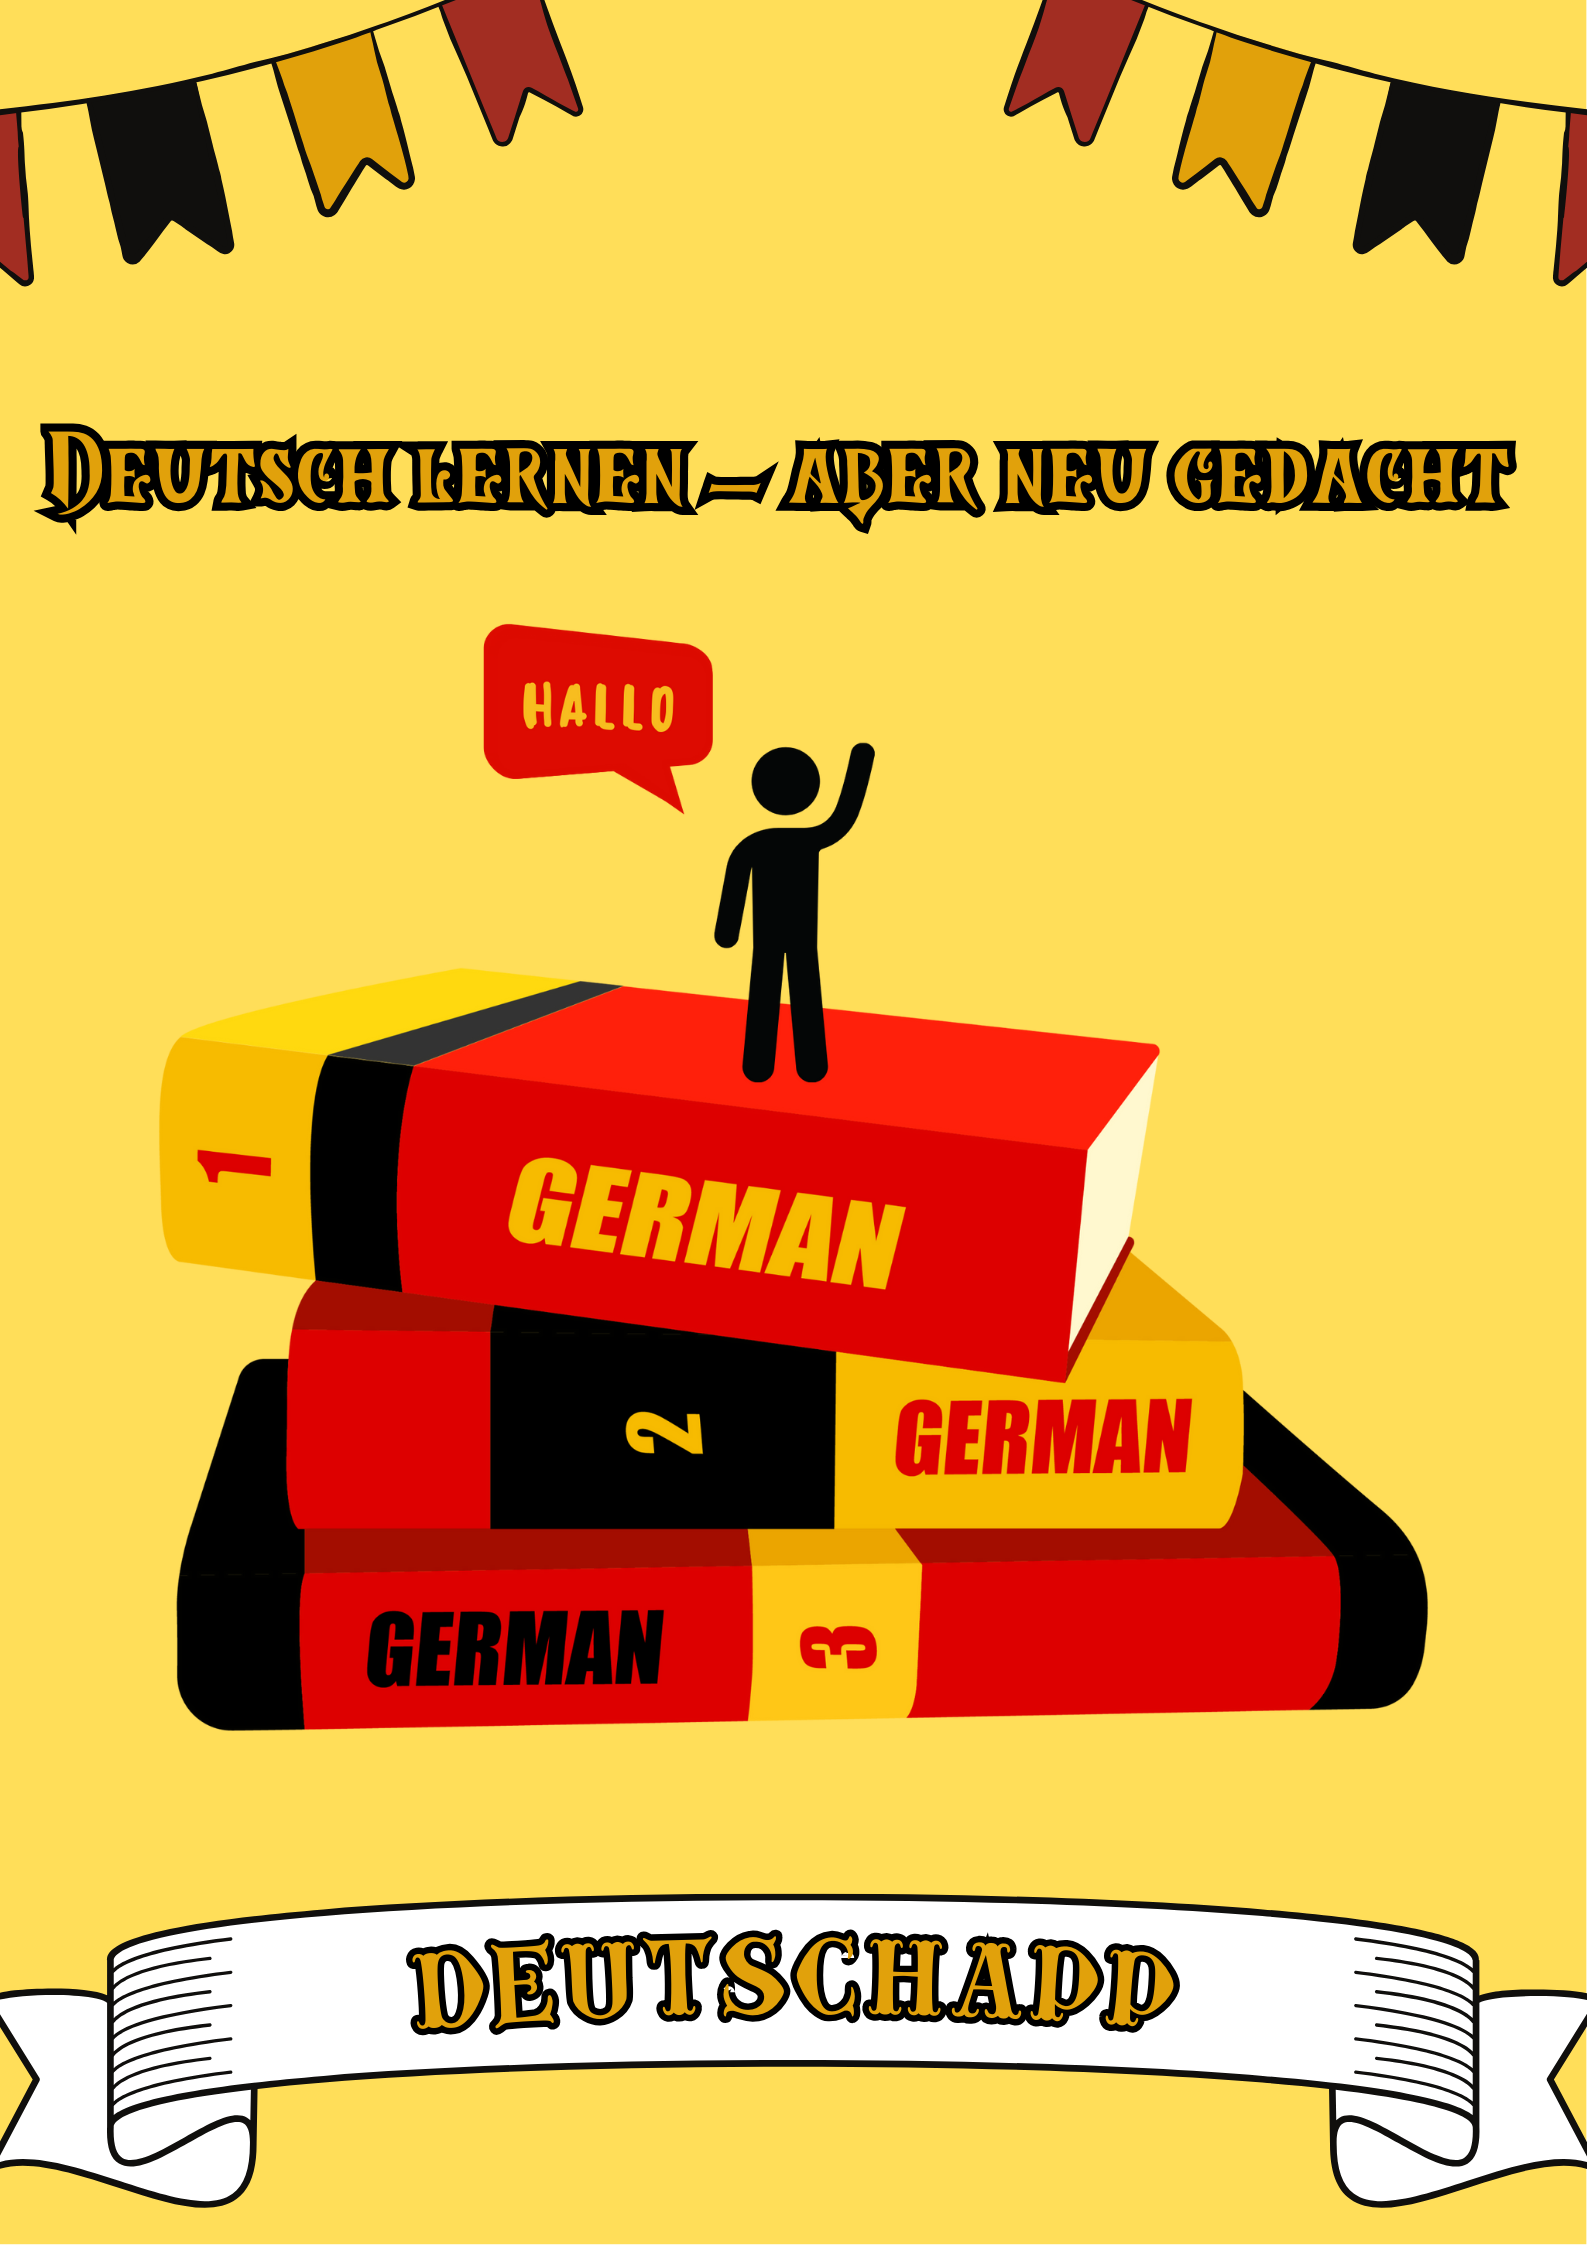 Deutsch lernen – aber neu gedacht
HALLO
1
GERMAN
2
GERMAN
GERMAN
3
DEUTSCHAPP